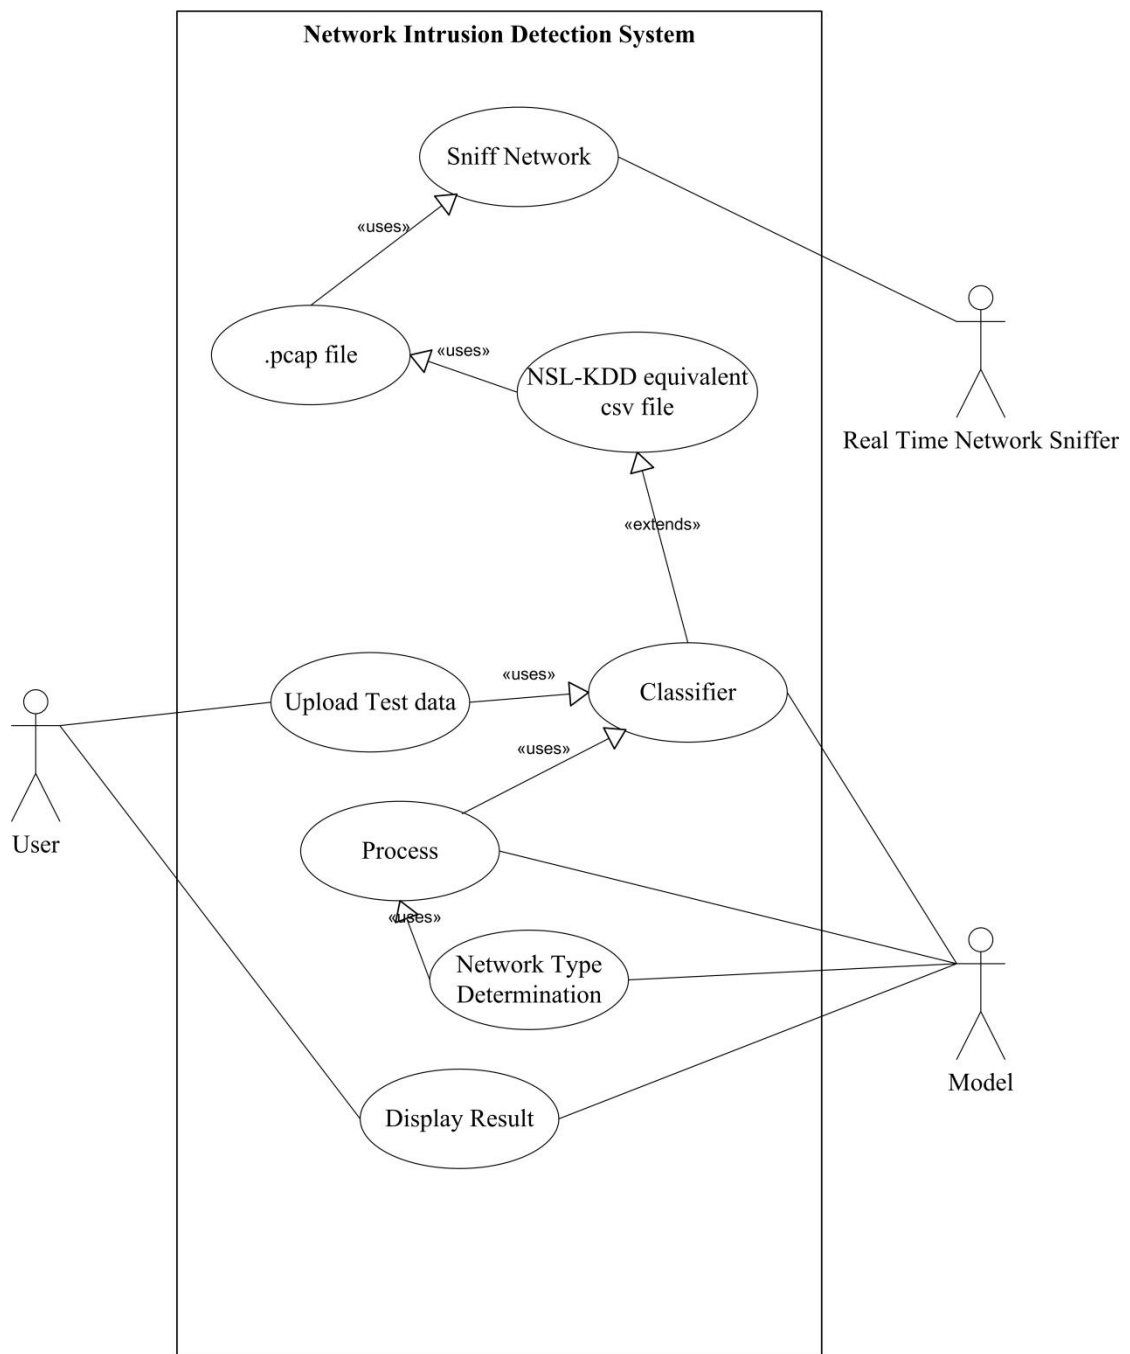 Network Intrusion Detection System
Sniff Network
«uses»
.pcap file
«uses»
NSL-KDD equivalent
csv file
Real Time Network Sniffer
«extends»
Upload Test data
«uses»
Classifier
«uses»
User
Process
«uses»
Network Type
Determination
Model
Display Result